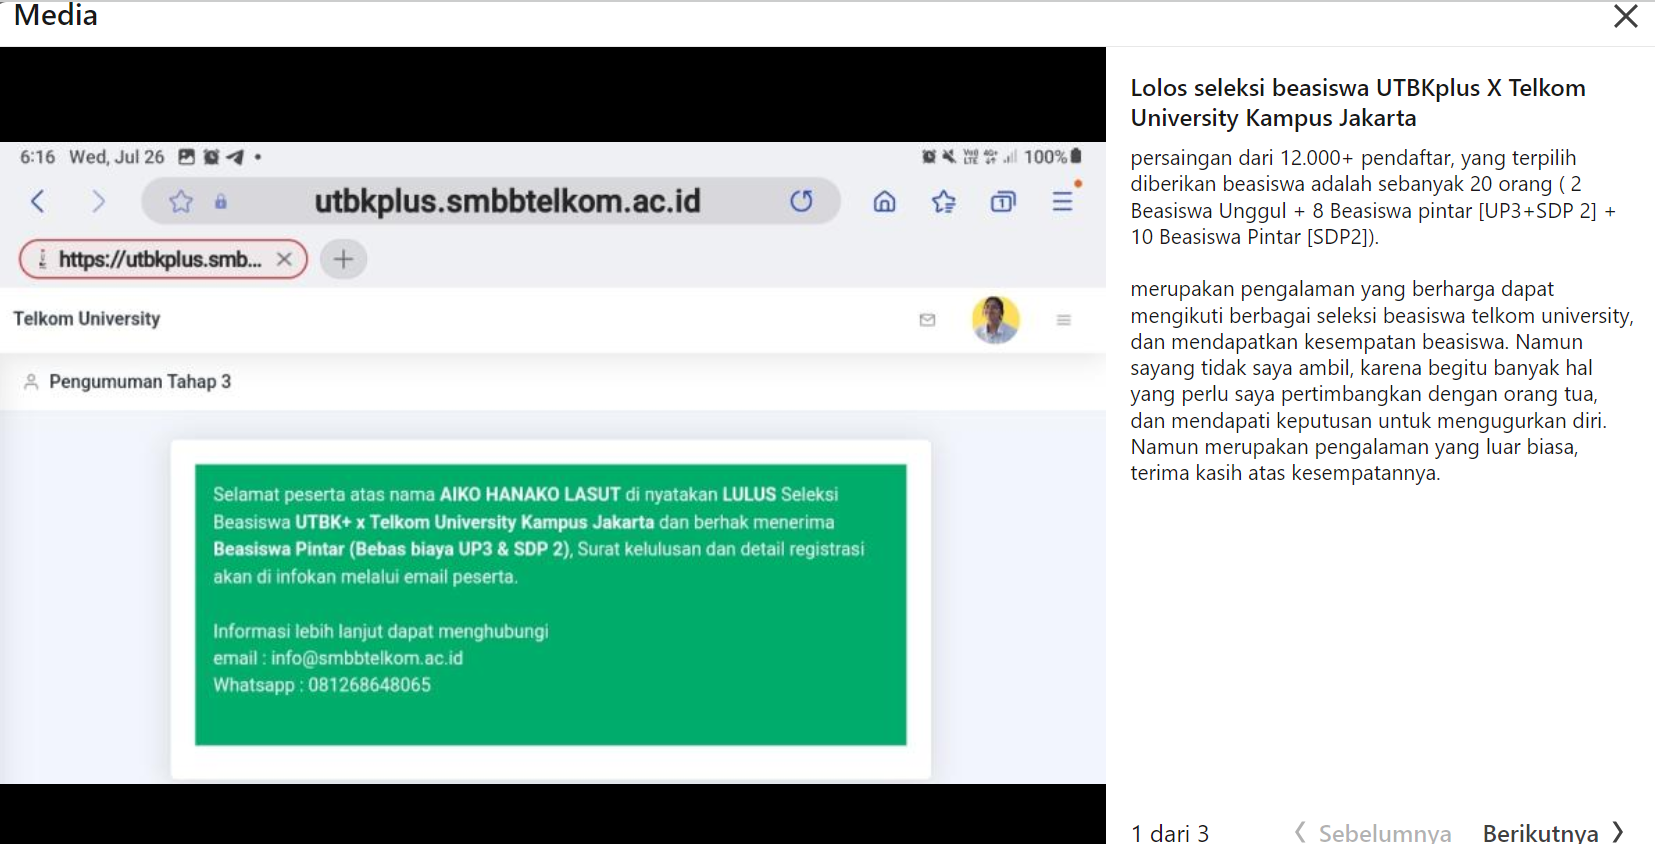 Media
6:16 Wed, Jul 26
100%
utbkplus.smbbtelkom.ac.id
1
https://utbkplus.smb...
Telkom University
Pengumuman Tahap 3
Selamat peserta atas nama AIKO HANAKO LASUT di nyatakan LULUS Seleksi
Beasiswa UTBK+ x Telkom University Kampus Jakarta dan berhak menerima
Beasiswa Pintar (Bebas biaya UP3 & SDP 2), Surat kelulusan dan detail registrasi
akan di infokan melalui email peserta.
Informasi lebih lanjut dapat menghubungi
email : info@smbbtelkom.ac.id
Whatsapp : 081268648065
Lolos seleksi beasiswa UTBKplus X Telkom
University Kampus Jakarta
persaingan dari 12.000+ pendaftar, yang terpilih
diberikan beasiswa adalah sebanyak 20 orang ( 2
Beasiswa Unggul + 8 Beasiswa pintar [UP3+SDP 2] +
10 Beasiswa Pintar [SDP2]).
merupakan pengalaman yang berharga dapat
mengikuti berbagai seleksi beasiswa telkom university,
dan mendapatkan kesempatan beasiswa. Namun
sayang tidak saya ambil, karena begitu banyak hal
yang perlu saya pertimbangkan dengan orang tua,
dan mendapati keputusan untuk mengugurkan diri.
Namun merupakan pengalaman yang luar biasa,
terima kasih atas kesempatannya.
1 dari 3
Sebelumnya
Berikutnya